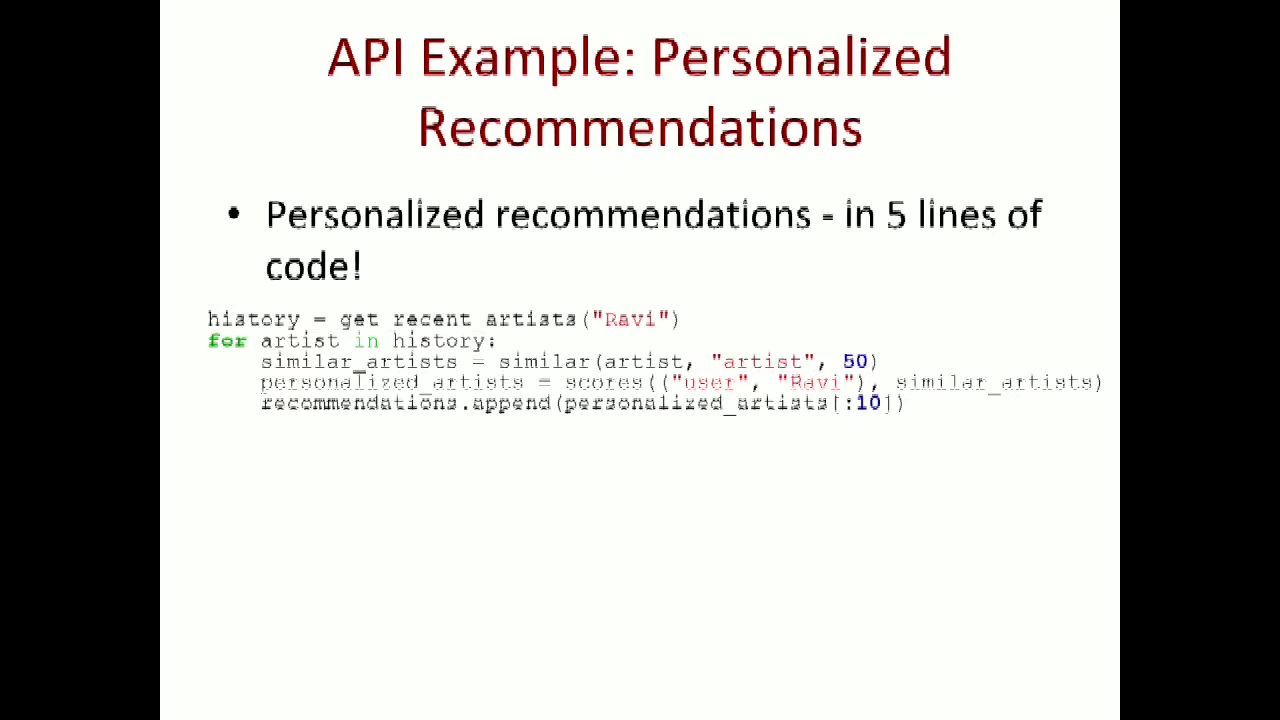 API Example: Personalized
Recommendations
• Personalized recommendations - in 5 lines of
code!
history = get_recent_artists("Ravi")
for artist in history:
    similar_artists = similar(artist, "artist", 50)
    personalized_artists = scores(("user", "Ravi"), similar_artists)
    recommendations.append(personalized_artists[:10])